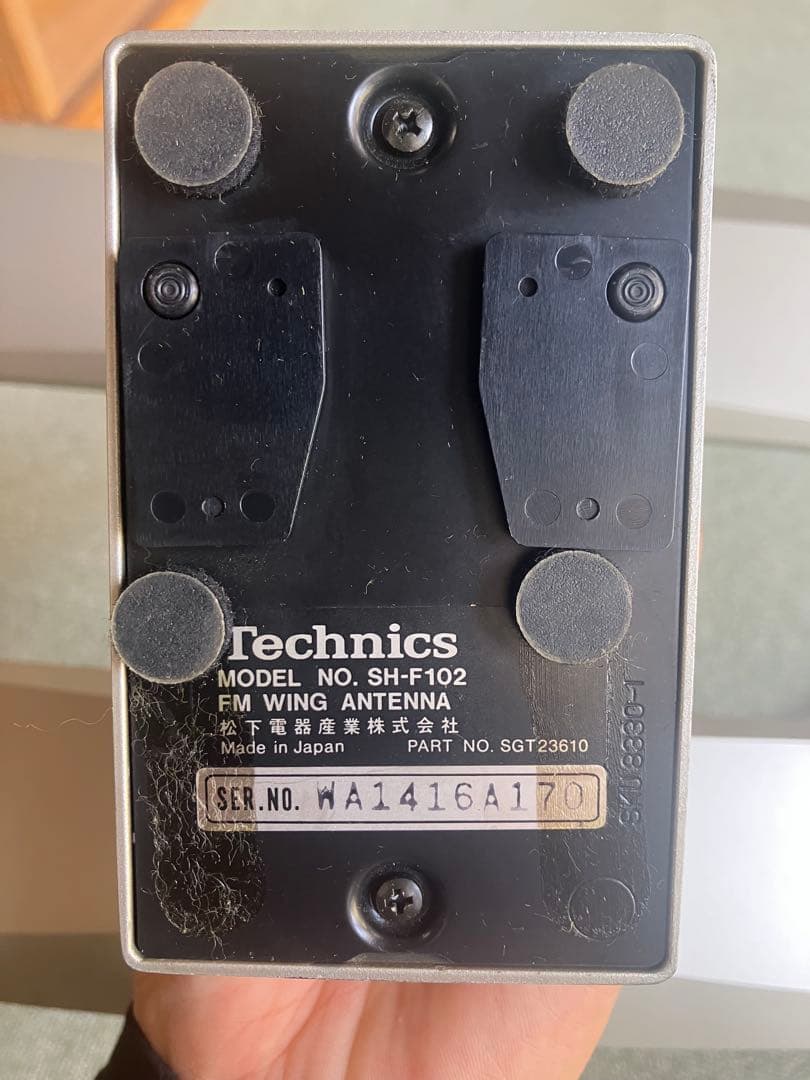 Technics
MODEL NO. SH-F102
FM WING ANTENNA
松下電器産業株式会社
Made in Japan PART NO. SGT23610
SER.NO. WA1416A170
SKU8330-1